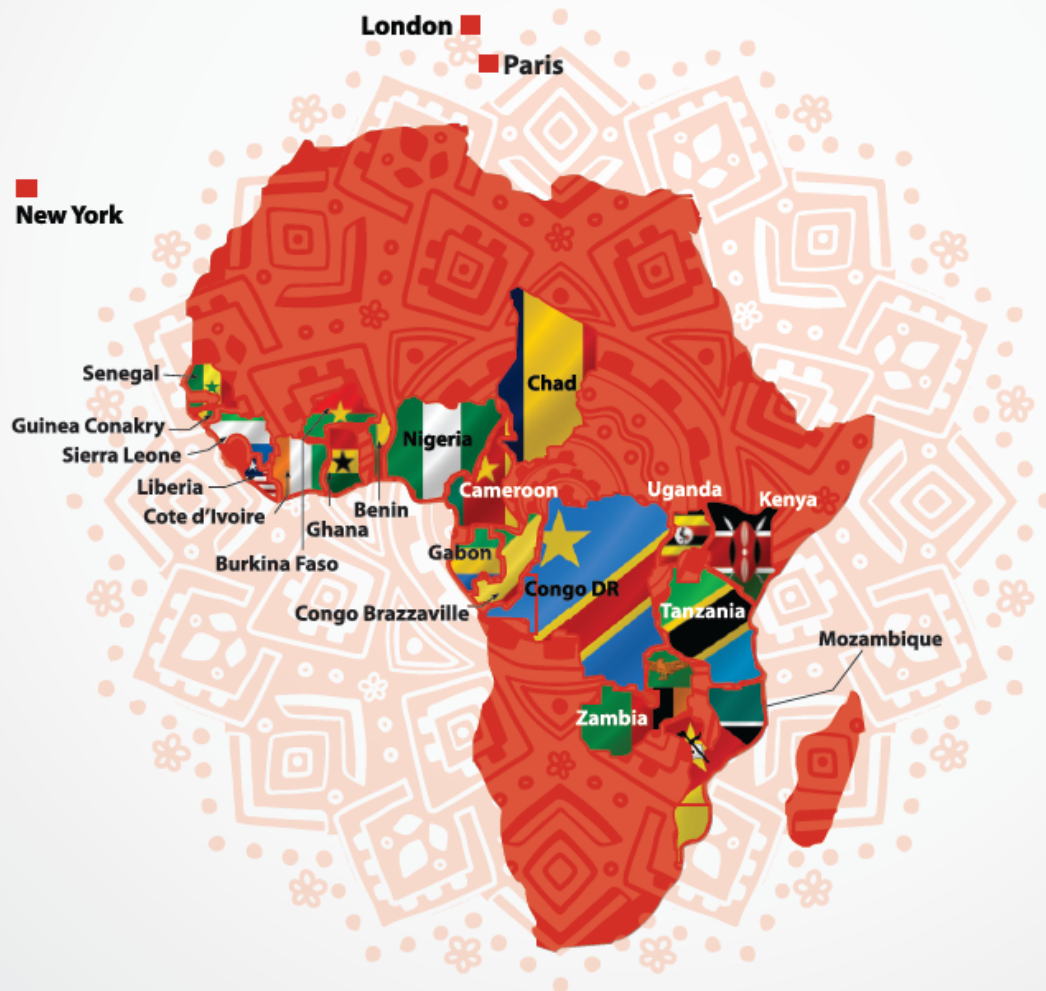 London
Paris
New York
Senegal
Chad
Guinea Conakry
Nigeria
Sierra Leone
Liberia
Cameroon
Uganda
Kenya
Cote d'Ivoire
Benin
Ghana
Gabon
Burkina Faso
Congo DR
Congo Brazzaville
Tanzania
Mozambique
Zambia